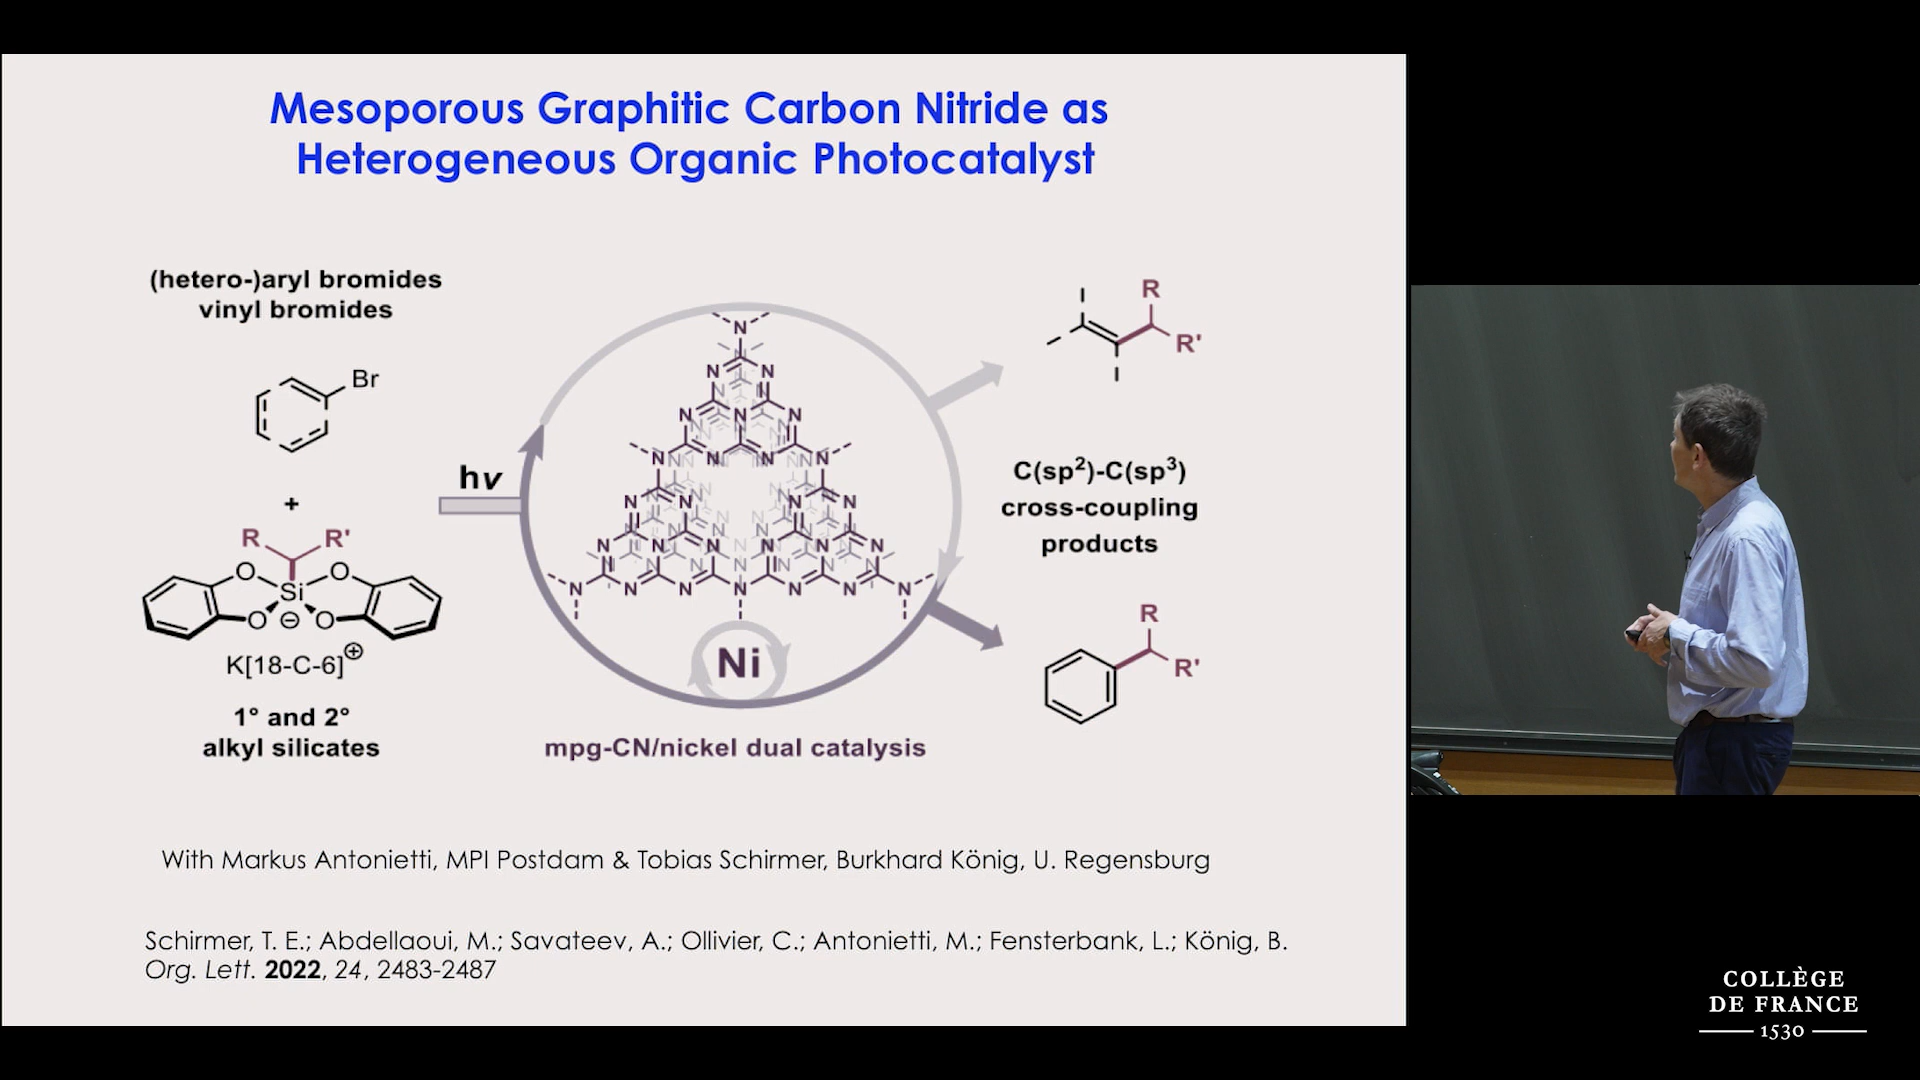 Mesoporous Graphitic Carbon Nitride as
Heterogeneous Organic Photocatalyst
(hetero-)aryl bromides
vinyl bromides
Br
+
R R'
O O
Si
O ⊖ O
K[18-C-6]⊕
1° and 2°
alkyl silicates
hν
N
Ni
mpg-CN/nickel dual catalysis
R
R'
C(sp²)-C(sp³)
cross-coupling
products
R
R'
With Markus Antonietti, MPI Postdam & Tobias Schirmer, Burkhard König, U. Regensburg
Schirmer, T. E.; Abdellaoui, M.; Savateev, A.; Ollivier, C.; Antonietti, M.; Fensterbank, L.; König, B.
Org. Lett. 2022, 24, 2483-2487
COLLÈGE
DE FRANCE
1530